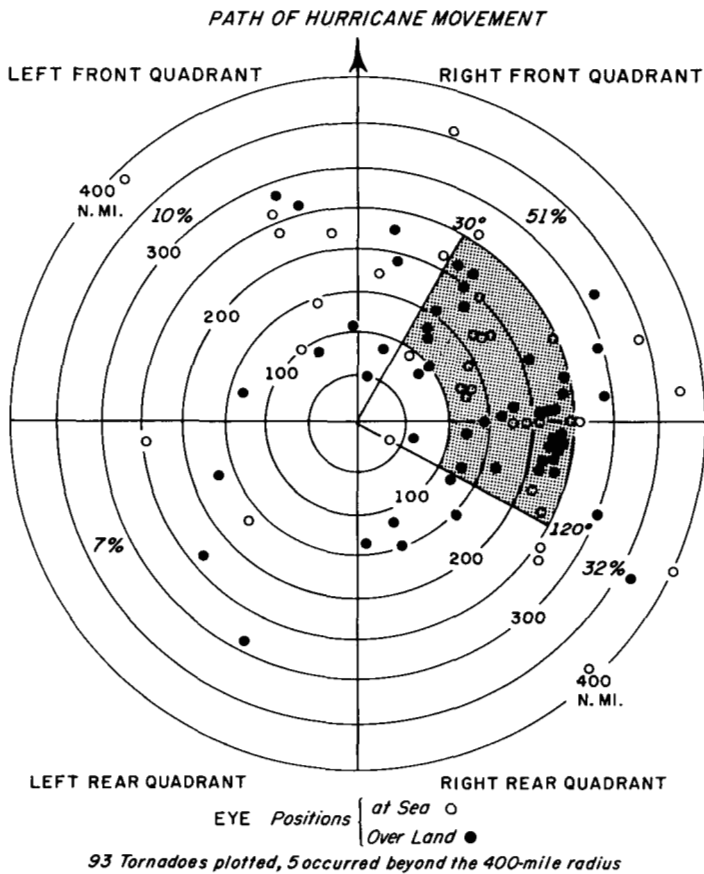 PATH OF HURRICANE MOVEMENT
LEFT FRONT QUADRANT
RIGHT FRONT QUADRANT
400
N. MI.
10%
30°
51%
300
200
100
100
120°
7%
200
32%
300
400
N. MI.
LEFT REAR QUADRANT
RIGHT REAR QUADRANT
EYE Positions
at Sea
Over Land
93 Tornadoes plotted, 5 occurred beyond the 400-mile radius